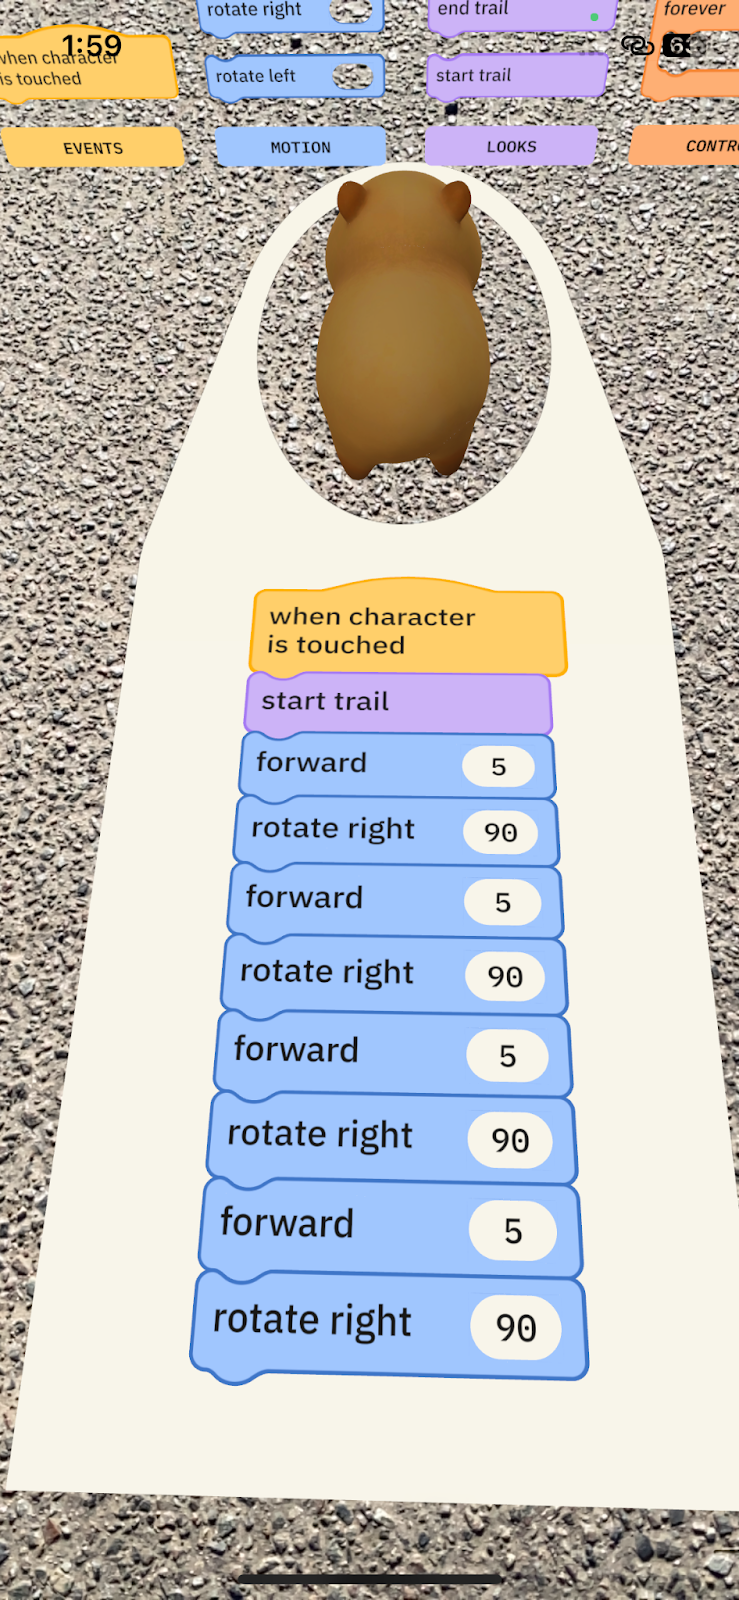 rotate right
end trail
forever
1:59
when character
is touched
rotate left
start trail
EVENTS
MOTION
LOOKS
when character
is touched
start trail
forward 5
rotate right 90
forward 5
rotate right 90
forward 5
rotate right 90
forward 5
rotate right 90